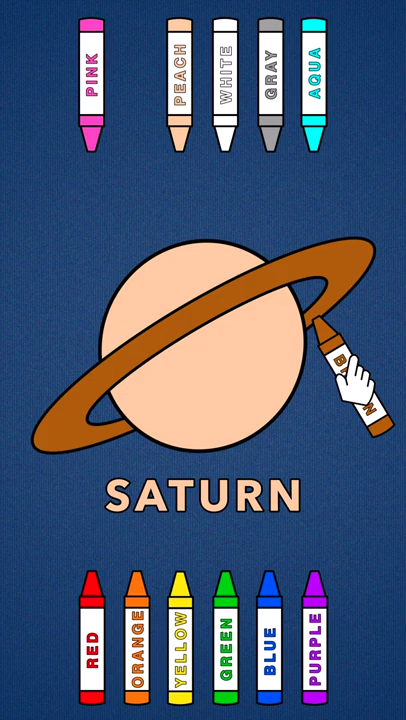 PINK
PEACH
WHITE
GRAY
AQUA
SATURN
RED
ORANGE
YELLOW
GREEN
BLUE
PURPLE